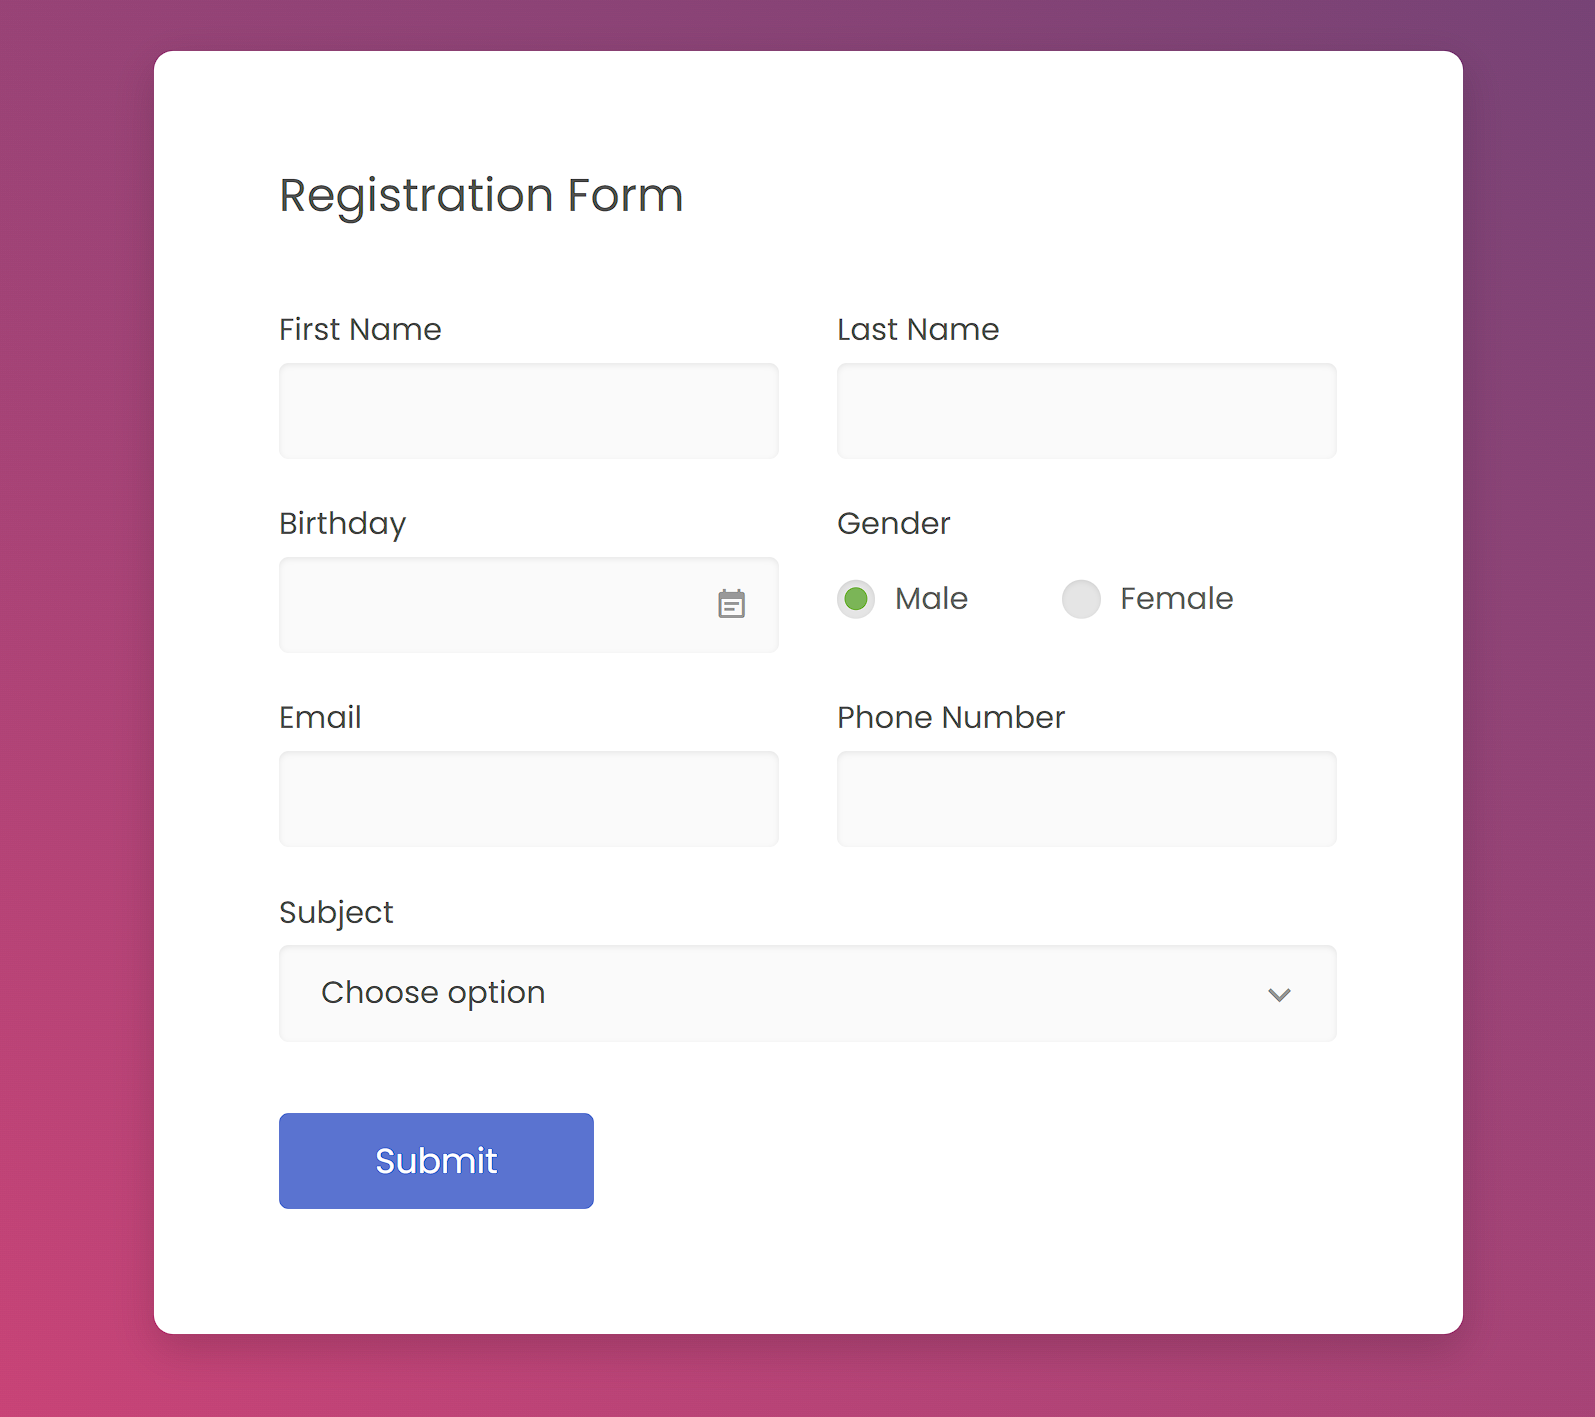 Registration Form
First Name
Last Name
Birthday
Gender
Male
Female
Email
Phone Number
Subject
Choose option
Submit